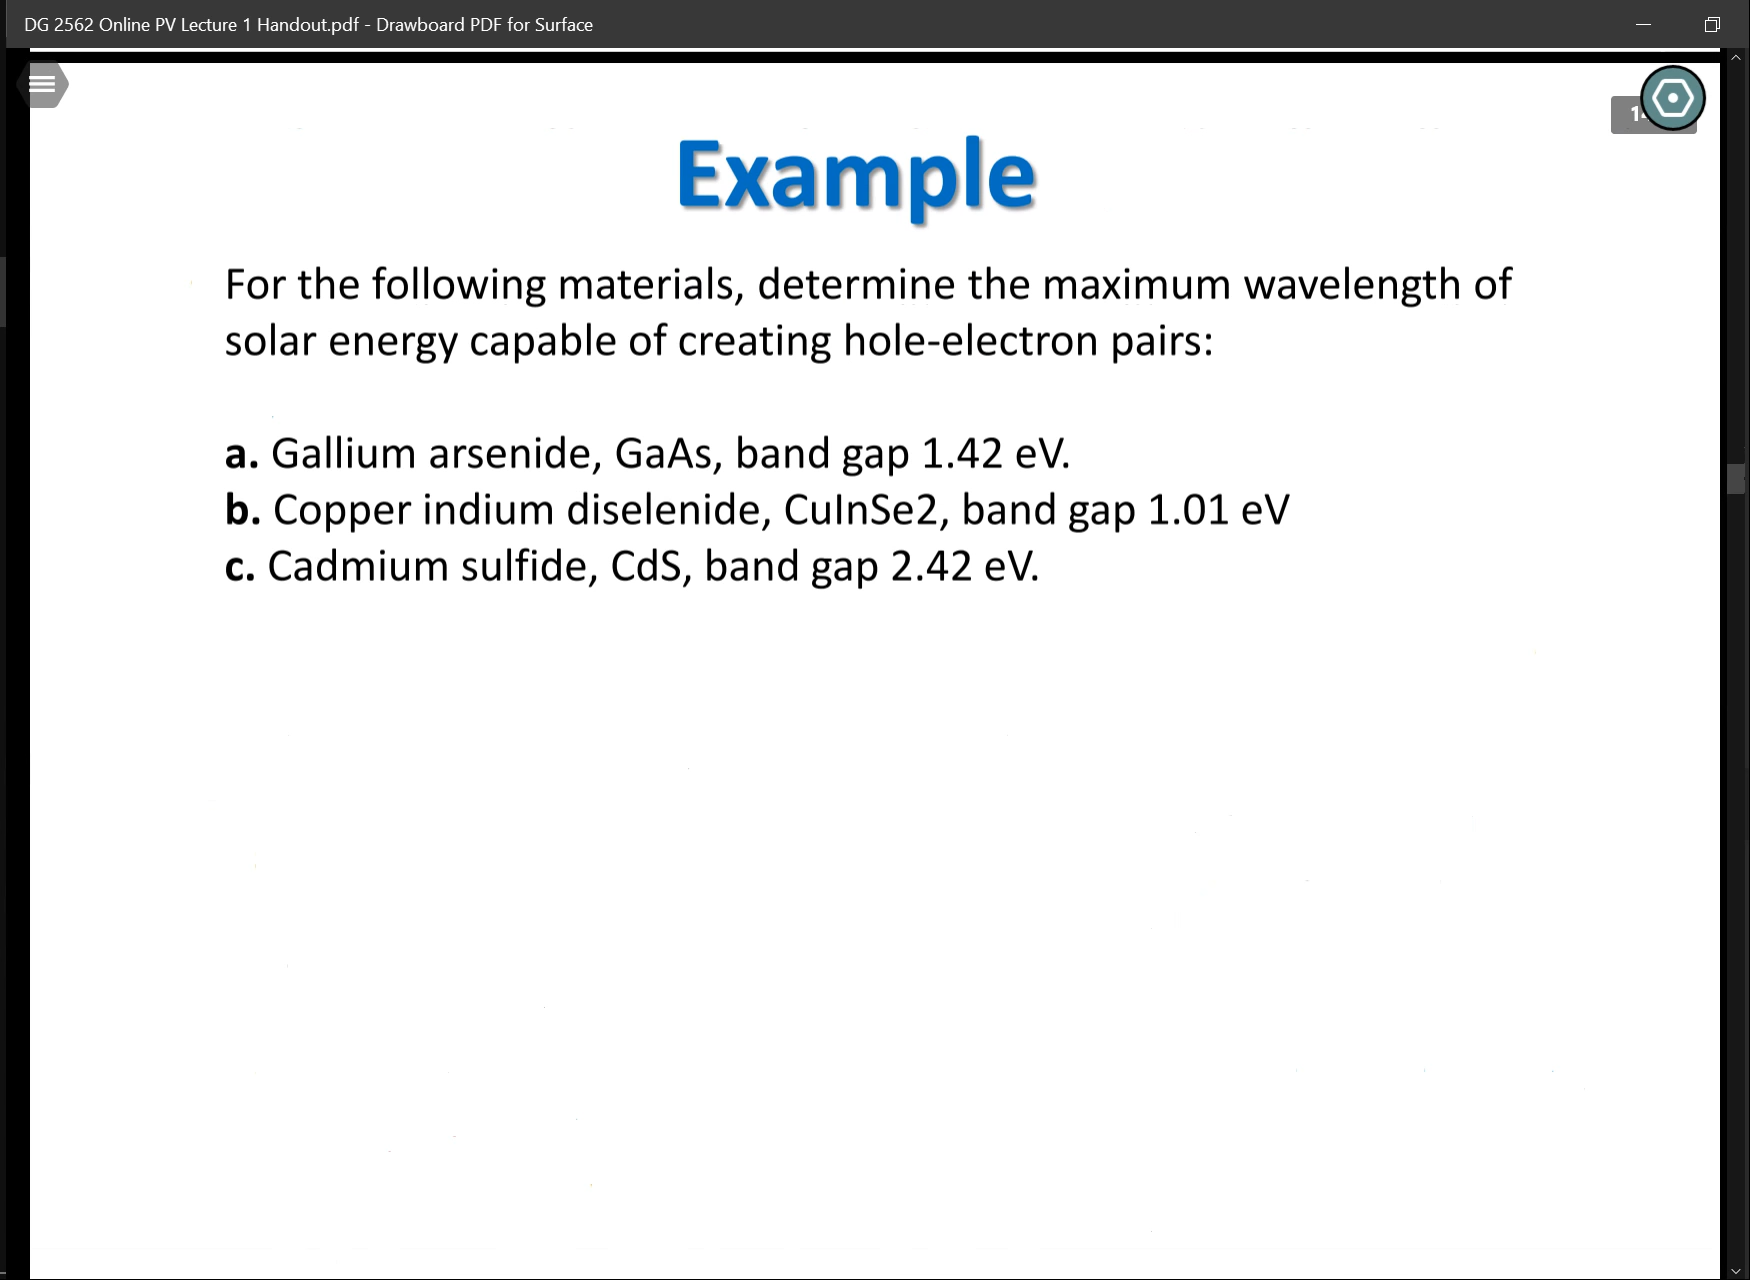 DG 2562 Online PV Lecture 1 Handout.pdf - Drawboard PDF for Surface
Example
For the following materials, determine the maximum wavelength of
solar energy capable of creating hole-electron pairs:
a. Gallium arsenide, GaAs, band gap 1.42 eV.
b. Copper indium diselenide, CuInSe2, band gap 1.01 eV
c. Cadmium sulfide, CdS, band gap 2.42 eV.